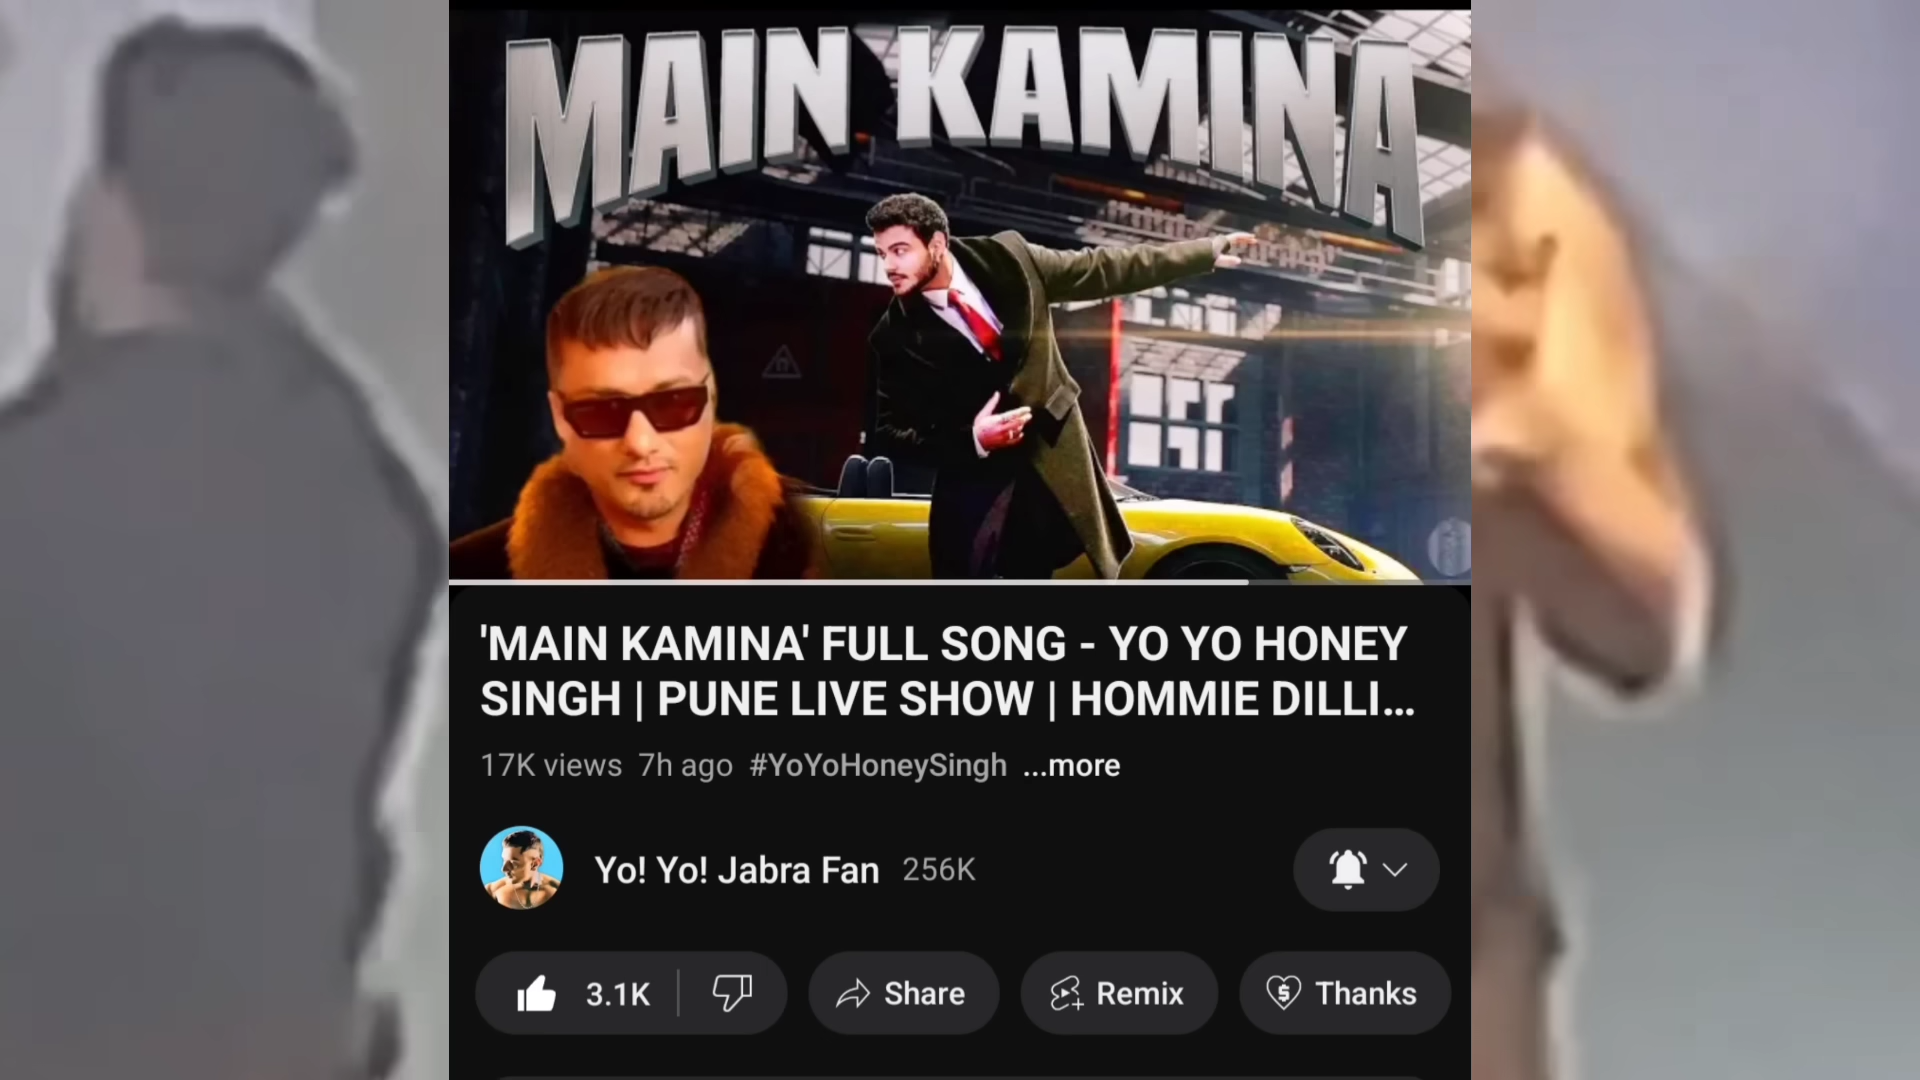 MAIN KAMINA
'MAIN KAMINA' FULL SONG - YO YO HONEY
SINGH | PUNE LIVE SHOW | HOMMIE DILLI...
17K views 7h ago #YoYoHoneySingh ...more
Yo! Yo! Jabra Fan 256K
3.1K Share Remix Thanks